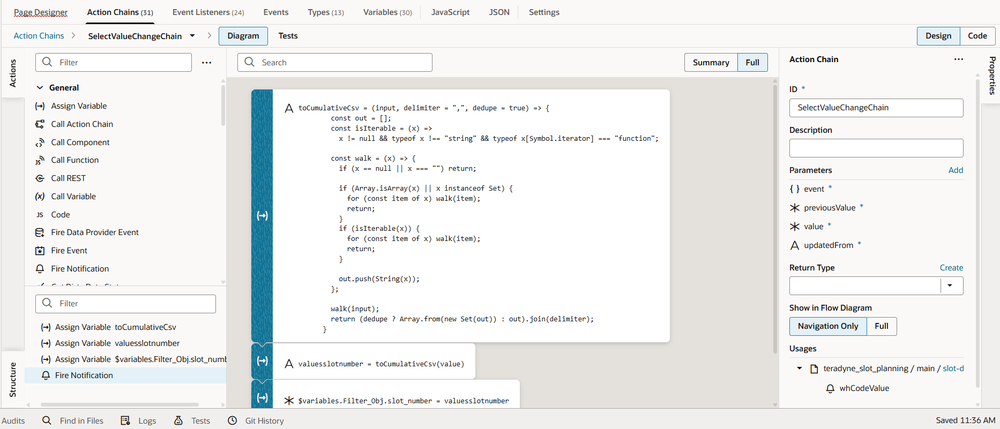 Page Designer
Action Chains (31)
Event Listeners (24)
Events
Types (13)
Variables (30)
JavaScript
JSON
Settings
Action Chains
SelectValueChangeChain
Diagram
Tests
Design
Code
Actions
Filter
General
Assign Variable
Call Action Chain
Call Component
Call Function
Call REST
Call Variable
JS Code
Fire Data Provider Event
Fire Event
Fire Notification
Structure
Filter
Assign Variable toCumulativeCsv
Assign Variable valuesslotnumber
Assign Variable $variables.Filter_Obj.slot_numb
Fire Notification
Search
Summary
Full
toCumulativeCsv = (input, delimiter = ",", dedupe = true) => {
const out = [];
const isIterable = (x) =>
x != null && typeof x !== "string" && typeof x[Symbol.iterator] === "function";
const walk = (x) => {
if (x == null || x === "") return;
if (Array.isArray(x) || x instanceof Set) {
for (const item of x) walk(item);
return;
}
if (isIterable(x)) {
for (const item of x) walk(item);
return;
}
out.push(String(x));
};
walk(input);
return (dedupe ? Array.from(new Set(out)) : out).join(delimiter);
}
valuesslotnumber = toCumulativeCsv(value)
$variables.Filter_Obj.slot_number = valuesslotnumber
Action Chain
Properties
ID *
SelectValueChangeChain
Description
Parameters
Add
{ } event *
previousValue *
value *
updatedFrom *
Return Type
Create
Show in Flow Diagram
Navigation Only
Full
Usages
teradyne_slot_planning / main / slot-d
whCodeValue
Audits
Find in Files
Logs
Tests
Git History
Saved 11:36 AM